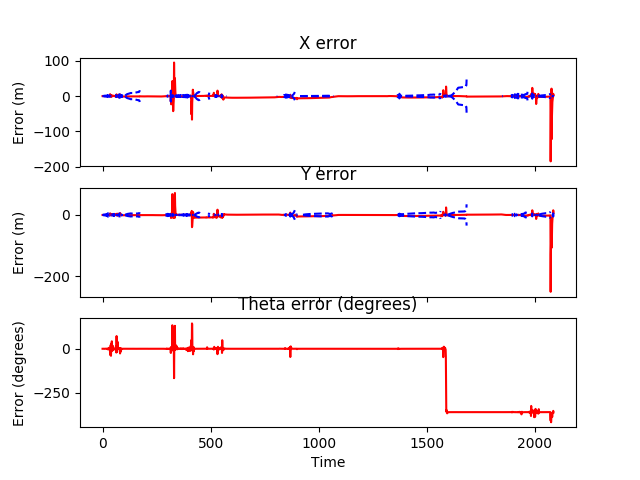 X error
100
0
−100
−200
Error (m)
Y error
0
−200
Error (m)
Theta error (degrees)
0
−250
Error (degrees)
0
500
1000
1500
2000
Time